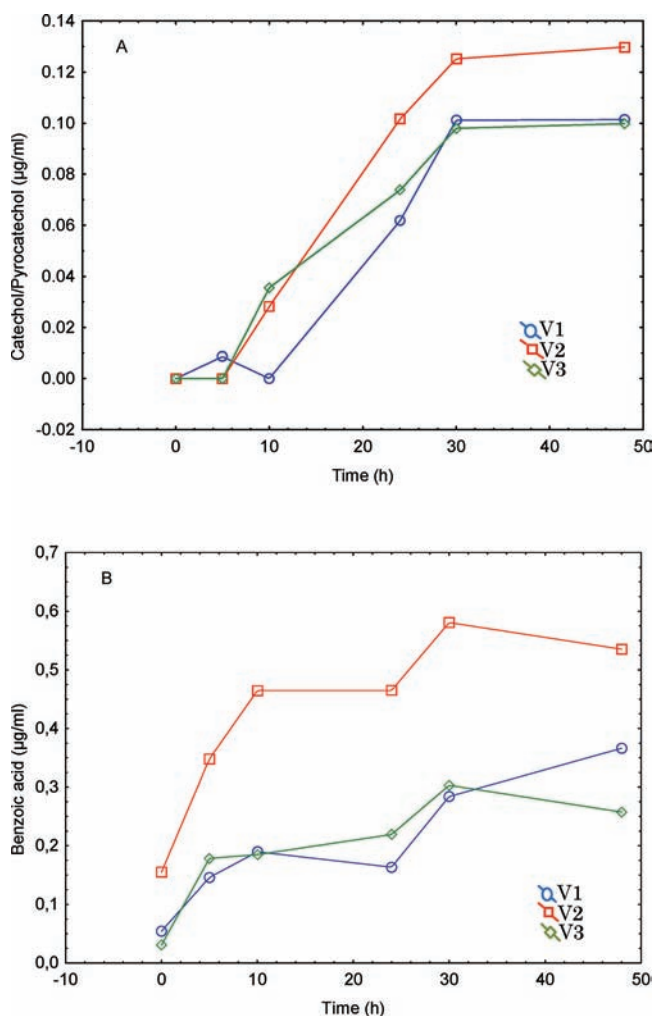 A
Catechol/Pyrocatechol (µg/ml)
0.14
0.12
0.10
0.08
0.06
0.04
0.02
0.00
-0.02
V1
V2
V3
-10 0 10 20 30 40 50
Time (h)
B
Benzoic acid (µg/ml)
0,7
0,6
0,5
0,4
0,3
0,2
0,1
0,0
V1
V2
V3
-10 0 10 20 30 40 50
Time (h)